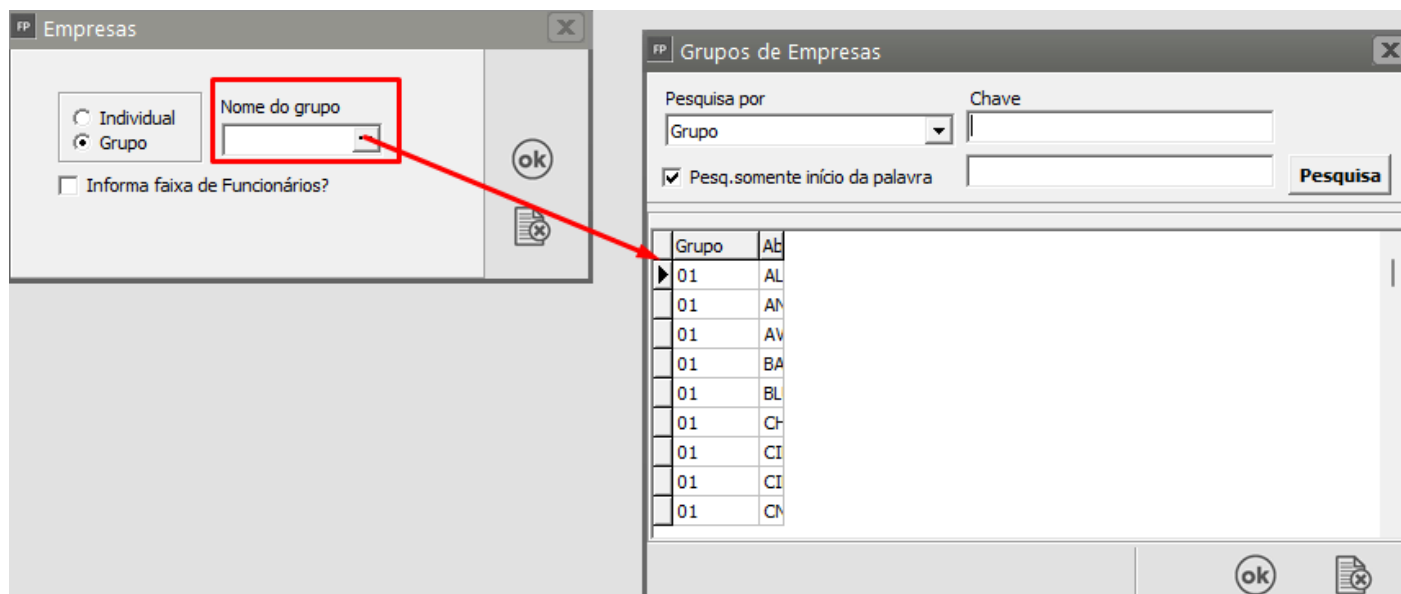 FP Empresas
Individual
Grupo
Nome do grupo
Informa faixa de Funcionários?
ok
FP Grupos de Empresas
Pesquisa por
Chave
Grupo
Pesq.somente início da palavra
Pesquisa
Grupo Ab
01 AL
01 AN
01 AV
01 BA
01 BL
01 CH
01 CI
01 CI
01 CN
ok